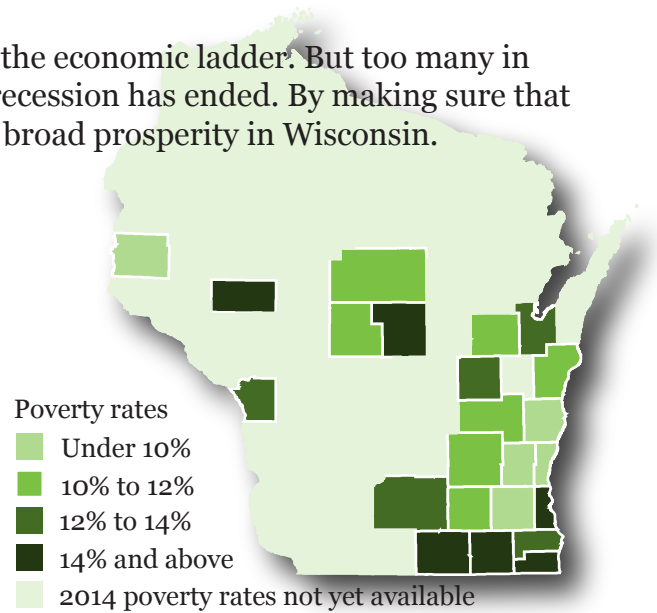 the economic ladder. But too many in
recession has ended. By making sure that
broad prosperity in Wisconsin.
Poverty rates
Under 10%
10% to 12%
12% to 14%
14% and above
2014 poverty rates not yet available